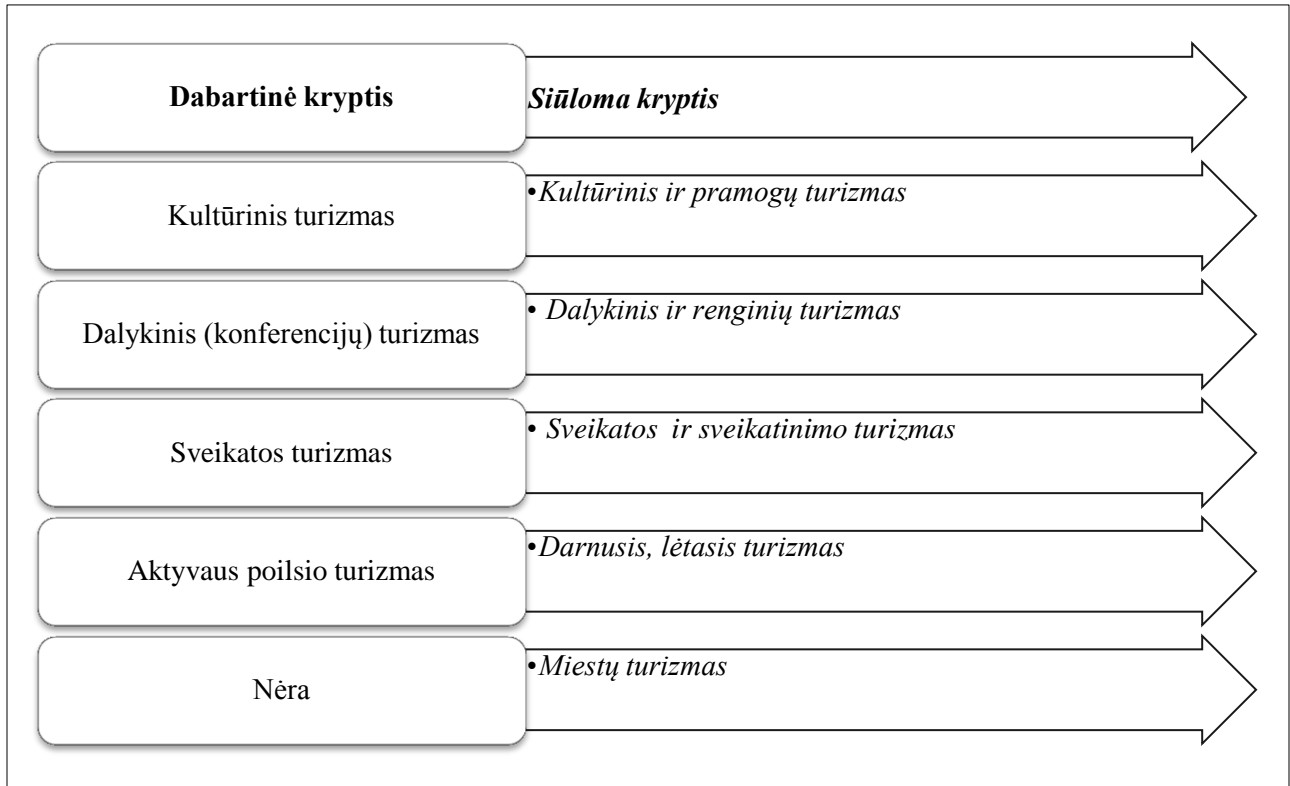 Dabartinė kryptis
Siūloma kryptis
Kultūrinis turizmas
•Kultūrinis ir pramogų turizmas
Dalykinis (konferencijų) turizmas
• Dalykinis ir renginių turizmas
Sveikatos turizmas
• Sveikatos ir sveikatinimo turizmas
Aktyvaus poilsio turizmas
•Darnusis, lėtasis turizmas
Nėra
•Miestų turizmas